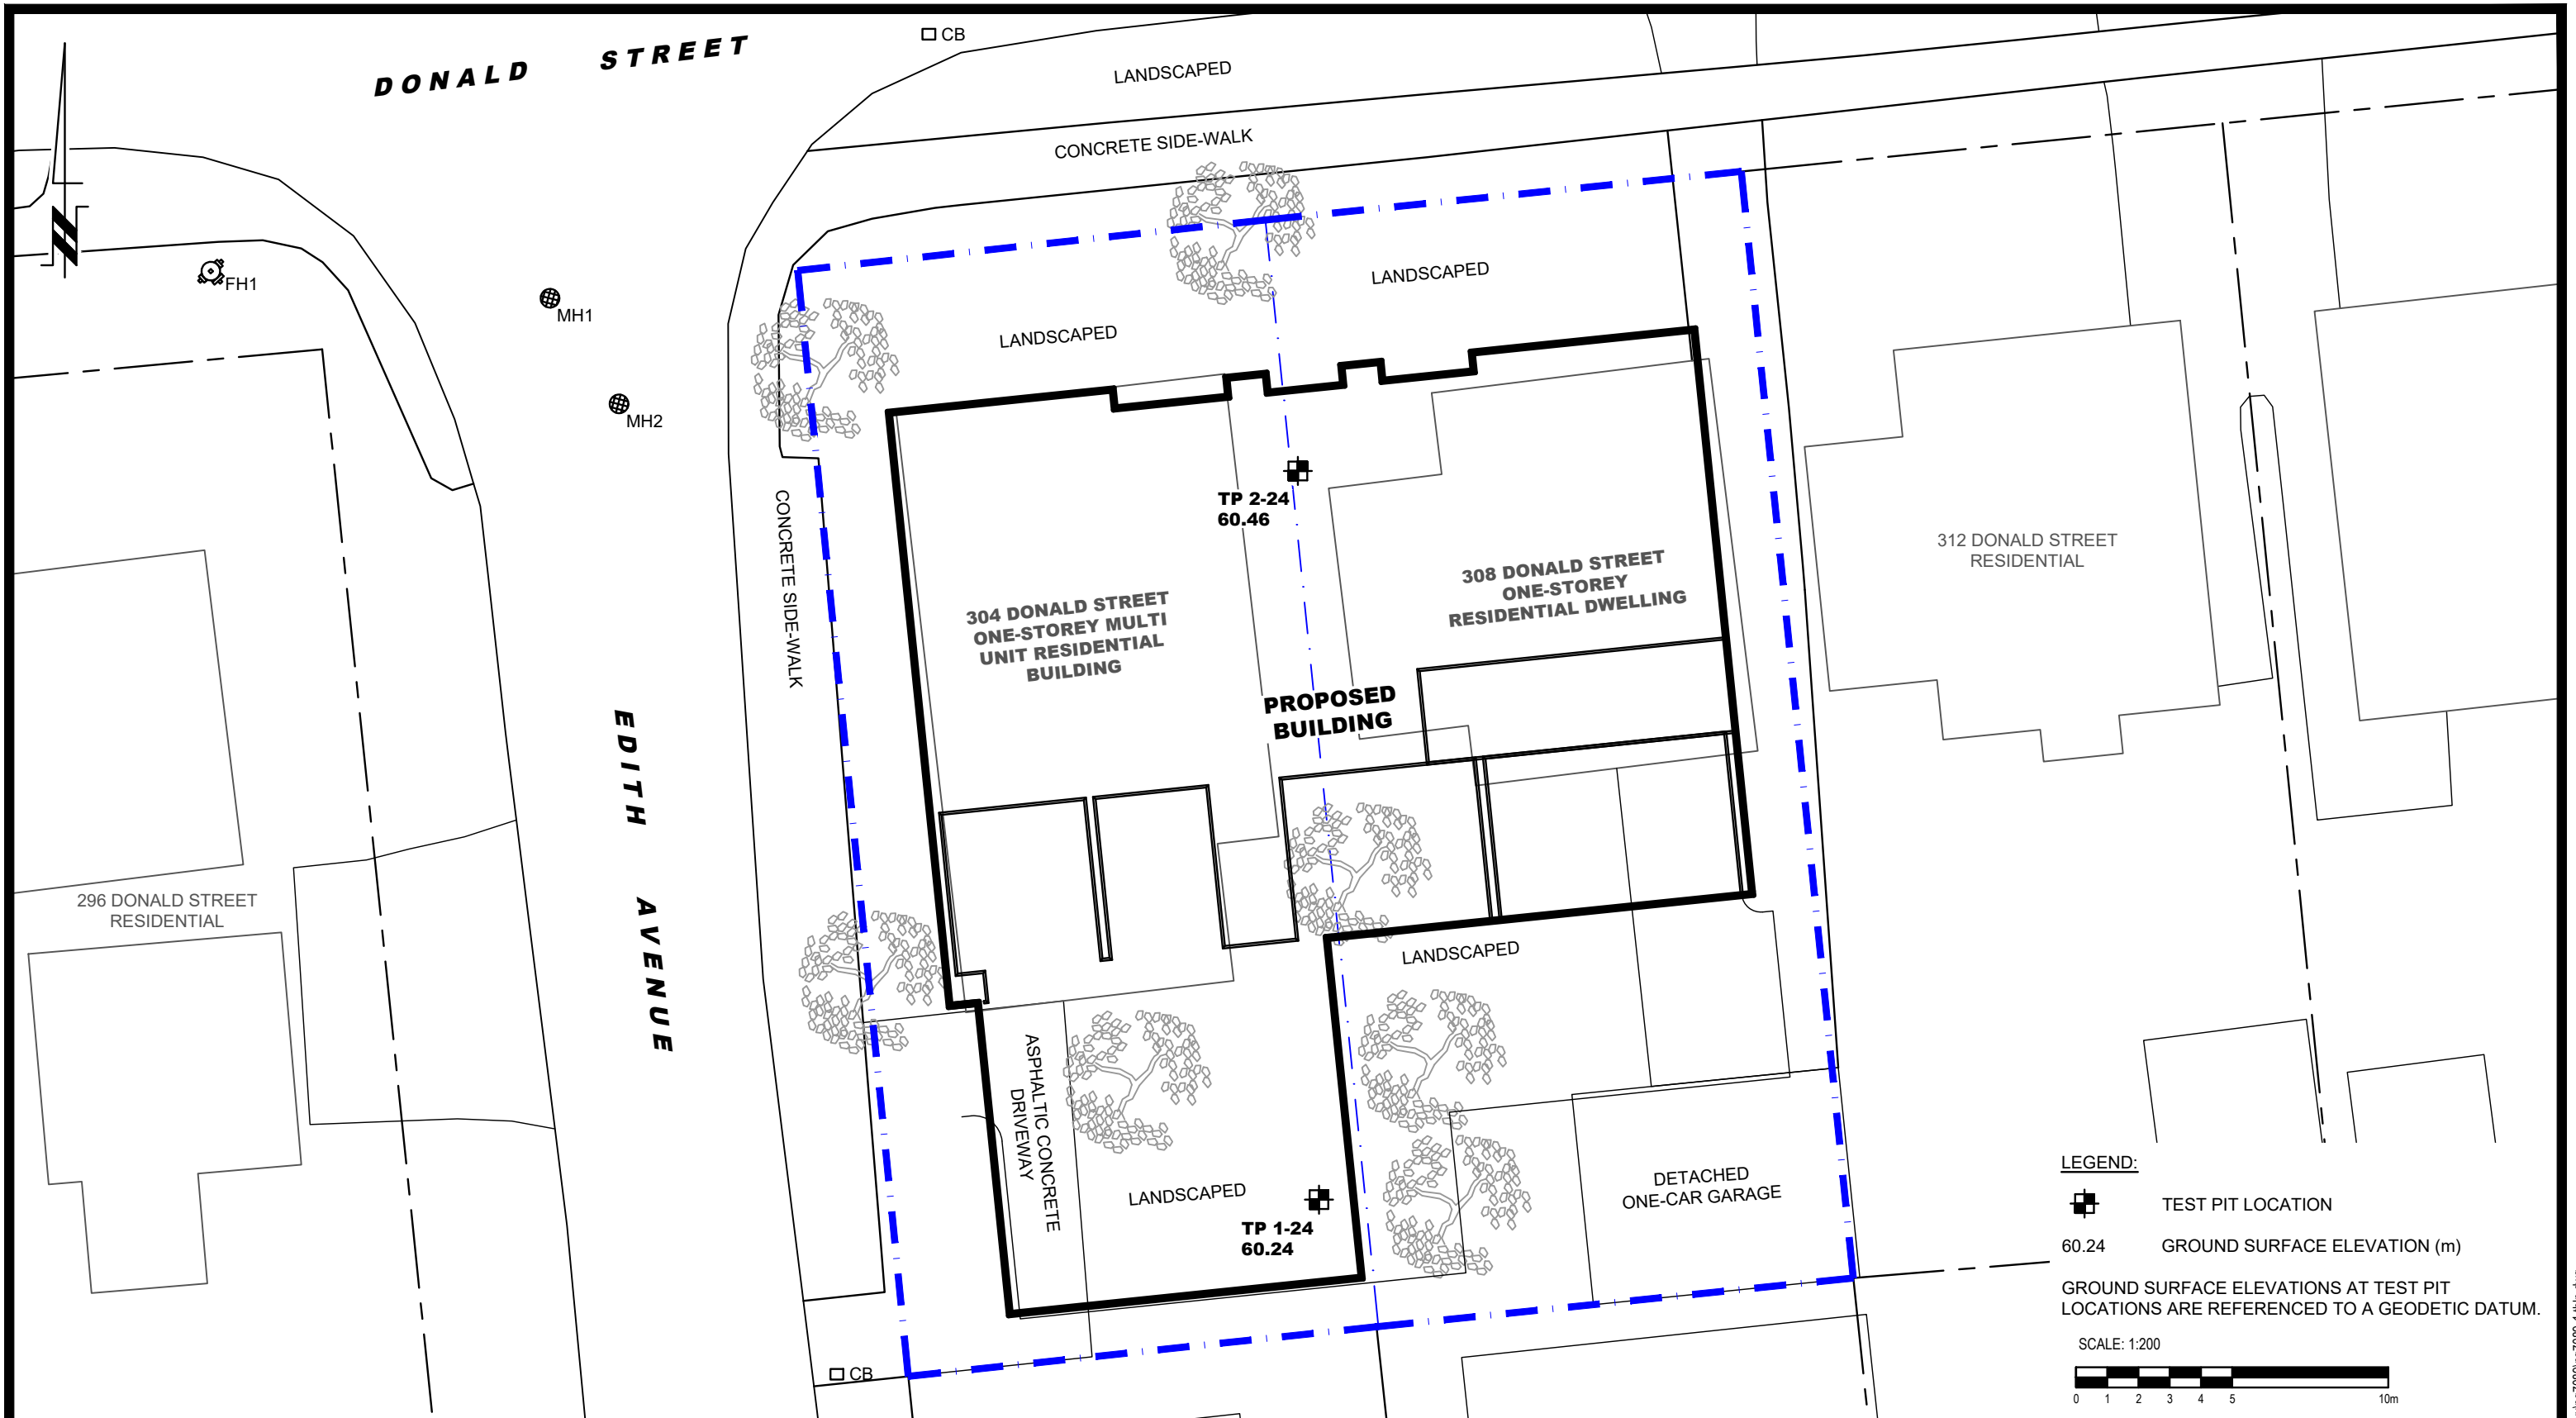 DONALD STREET
CB
LANDSCAPED
CONCRETE SIDE-WALK
FH1
MH1
MH2
LANDSCAPED
LANDSCAPED
CONCRETE SIDE-WALK
TP 2-24
60.46
304 DONALD STREET
ONE-STOREY MULTI
UNIT RESIDENTIAL
BUILDING
308 DONALD STREET
ONE-STOREY
RESIDENTIAL DWELLING
312 DONALD STREET
RESIDENTIAL
PROPOSED
BUILDING
EDITH AVENUE
296 DONALD STREET
RESIDENTIAL
LANDSCAPED
ASPHALTIC CONCRETE
DRIVEWAY
LANDSCAPED
TP 1-24
60.24
DETACHED
ONE-CAR GARAGE
CB
LEGEND:
TEST PIT LOCATION
60.24 GROUND SURFACE ELEVATION (m)
GROUND SURFACE ELEVATIONS AT TEST PIT
LOCATIONS ARE REFERENCED TO A GEODETIC DATUM.
SCALE: 1:200
0 1 2 3 4 5 10m